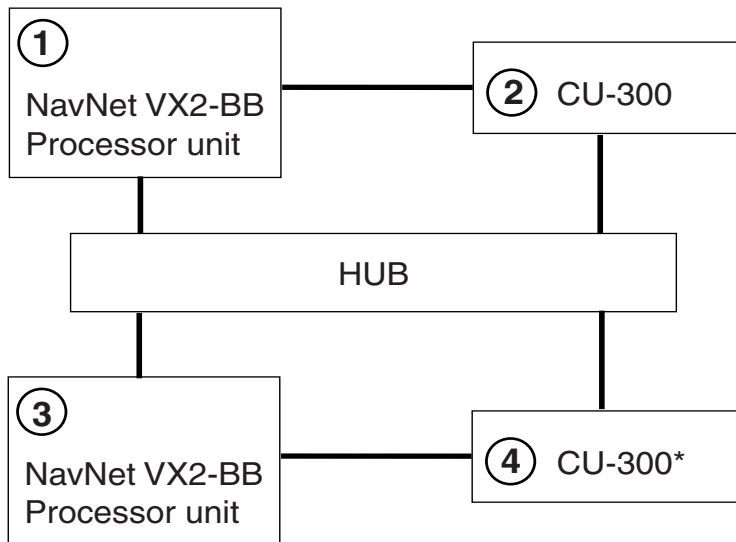 1
NavNet VX2-BB
Processor unit
2 CU-300
HUB
3
NavNet VX2-BB
Processor unit
4 CU-300*